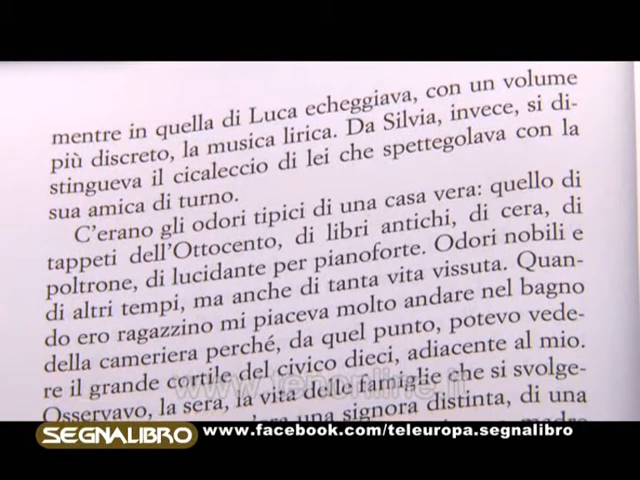 mentre in quella di Luca echeggiava, con un volume
più discreto, la musica lirica. Da Silvia, invece, si di-
stingueva il cicaleccio di lei che spettegolava con la
sua amica di turno.
C'erano gli odori tipici di una casa vera: quello di
tappeti dell'Ottocento, di libri antichi, di cera, di
poltrone, di lucidante per pianoforte. Odori nobili e
di altri tempi, ma anche di tanta vita vissuta. Quan-
do ero ragazzino mi piaceva molto andare nel bagno
della cameriera perché, da quel punto, potevo vede-
re il grande cortile del civico dieci, adiacente al mio.
Osservavo, la sera, la vita delle famiglie che si svolge-
una signora distinta, di una
www.tenonline.it
SEGNALIBRO www.facebook.com/teleuropa.segnalibro